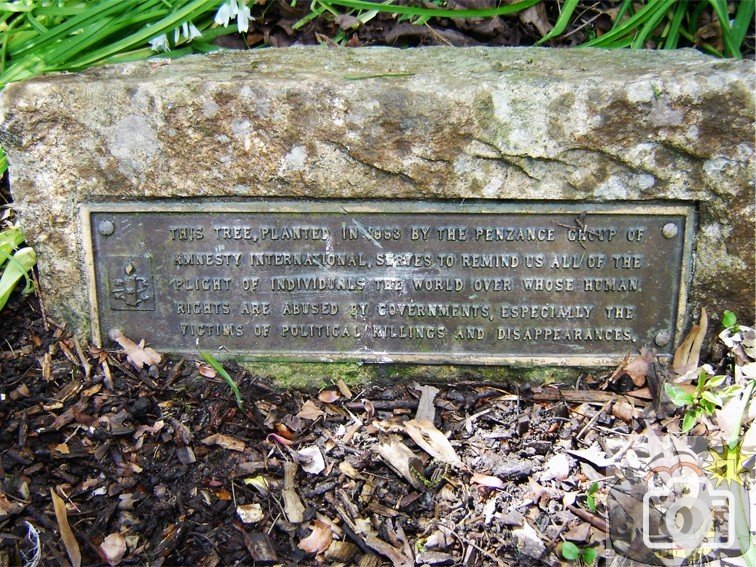 THIS TREE, PLANTED IN 1993 BY THE PENZANCE GROUP OF
AMNESTY INTERNATIONAL, SERVES TO REMIND US ALL OF THE
PLIGHT OF INDIVIDUALS THE WORLD OVER WHOSE HUMAN
RIGHTS ARE ABUSED BY GOVERNMENTS, ESPECIALLY THE
VICTIMS OF POLITICAL KILLINGS AND DISAPPEARANCES.